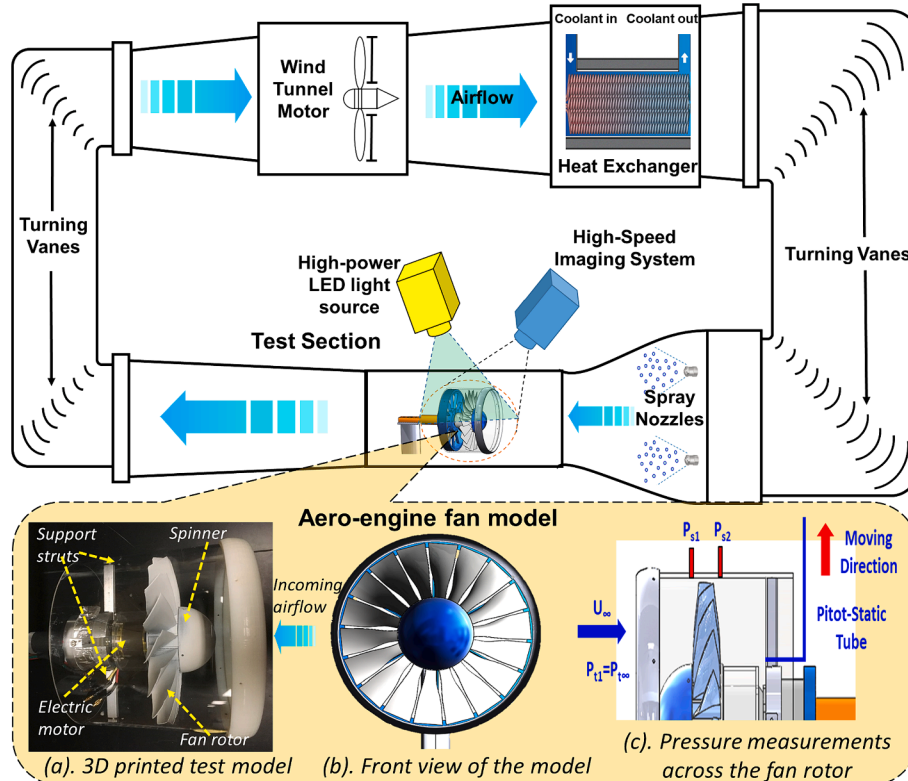 Coolant in Coolant out
Wind
Tunnel
Motor
Airflow
Heat Exchanger
Turning
Vanes
High-power
LED light
source
High-Speed
Imaging System
Turning Vanes
Test Section
Spray
Nozzles
Aero-engine fan model
Support
struts
Spinner
Electric
motor
Fan rotor
(a). 3D printed test model
Incoming
airflow
(b). Front view of the model
Ps1
Ps2
Moving
Direction
U∞
Pitot-Static
Tube
Pt1=Pt∞
(c). Pressure measurements
across the fan rotor